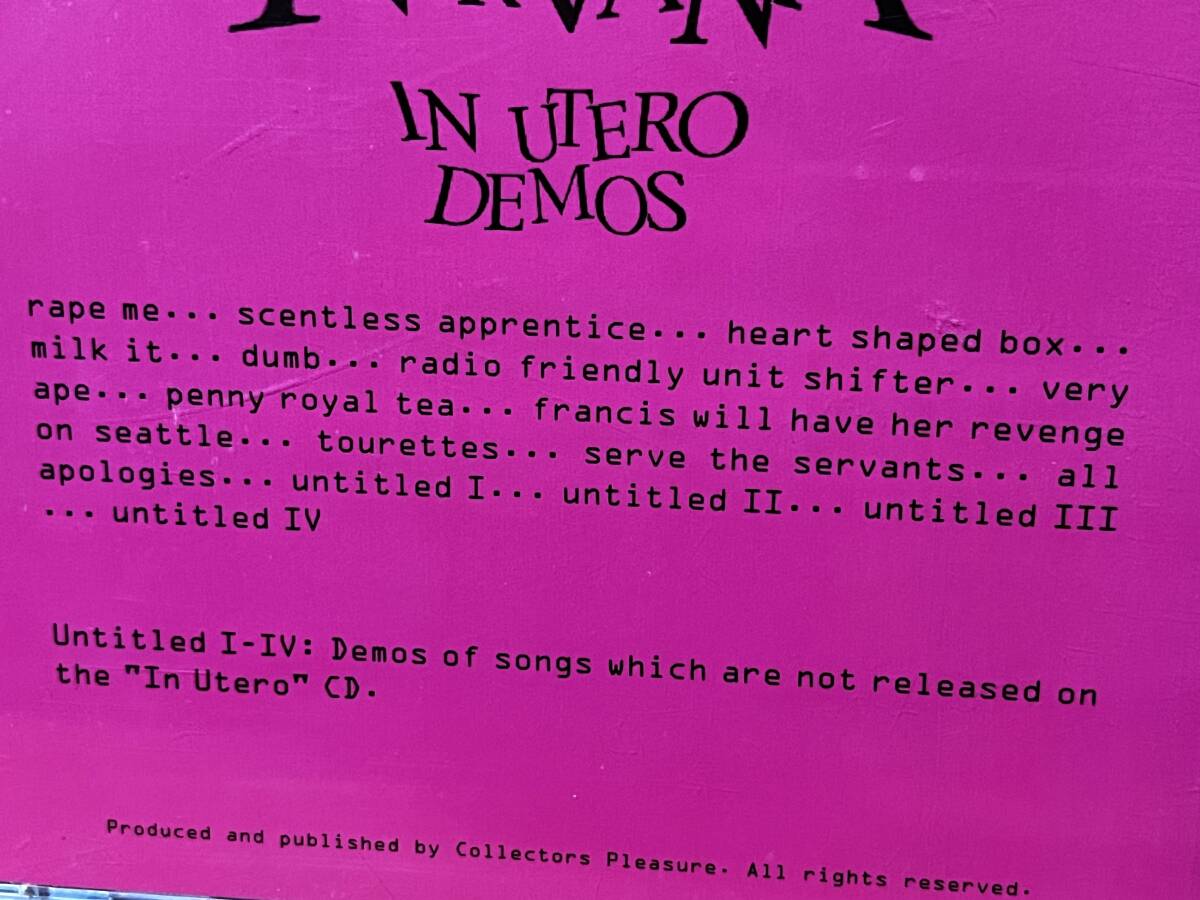 NIRVANA
IN UTERO
DEMOS
rape me... scentless apprentice... heart shaped box...
milk it... dumb... radio friendly unit shifter... very
ape... penny royal tea... francis will have her revenge
on seattle... tourettes... serve the servants... all
apologies... untitled I... untitled II... untitled III
... untitled IV
Untitled I-IV: Demos of songs which are not released on
the "In Utero" CD.
Produced and published by Collectors Pleasure. All rights reserved.